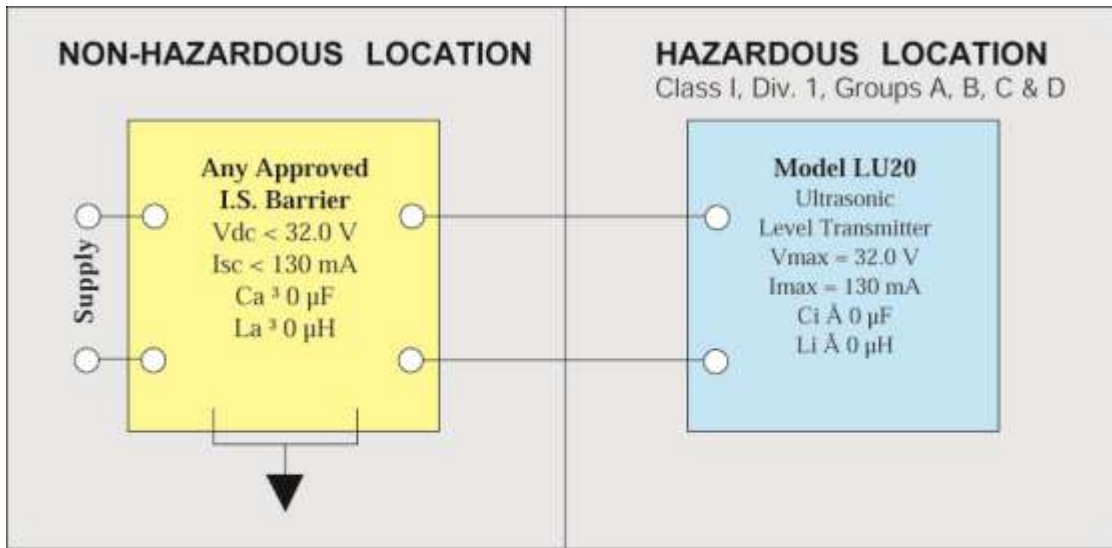 NON-HAZARDOUS LOCATION
HAZARDOUS LOCATION
Class I, Div. 1, Groups A, B, C & D
Supply
Any Approved
I.S. Barrier
Vdc < 32.0 V
Isc < 130 mA
Ca ³ 0 µF
La ³ 0 µH
Model LU20
Ultrasonic
Level Transmitter
Vmax = 32.0 V
Imax = 130 mA
Ci Å 0 µF
Li Å 0 µH